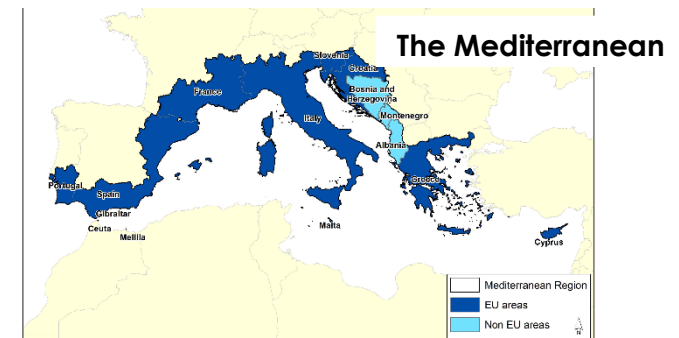 The Mediterranean
Slovenia
Croatia
France
Bosnia and
Herzegovina
Italy
Montenegro
Albania
Portugal
Spain
Greece
Gibraltar
Ceuta
Melilla
Malta
Cyprus
Mediterranean Region
EU areas
Non EU areas
N